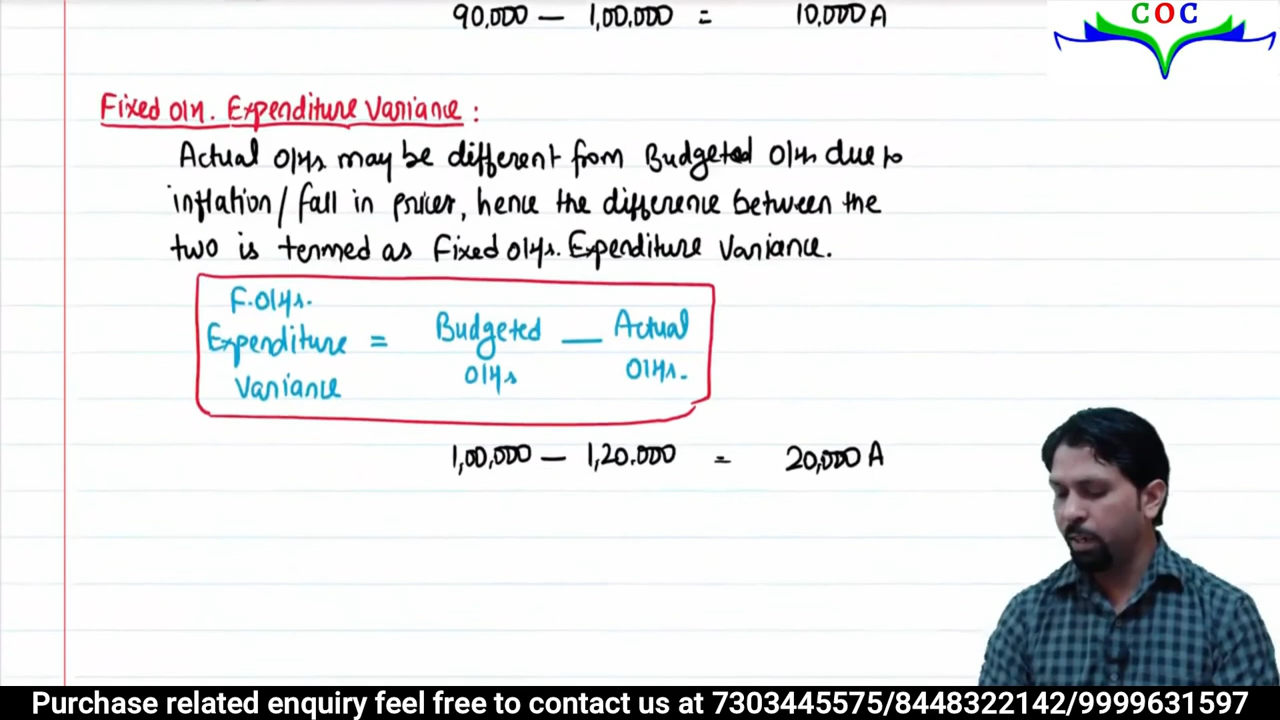 90,000 — 1,00,000 = 10,000 A
COC
Fixed O/H. Expenditure Variance :
Actual O/Hs may be different from Budgeted O/Hs due to
inflation/ fall in prices, hence the difference between the
two is termed as Fixed O/Hs. Expenditure Variance.
F.O/Hs.
Expenditure = Budgeted — Actual
Variance O/Hs O/Hs.
1,00,000 — 1,20,000 = 20,000 A
Purchase related enquiry feel free to contact us at 7303445575/8448322142/9999631597